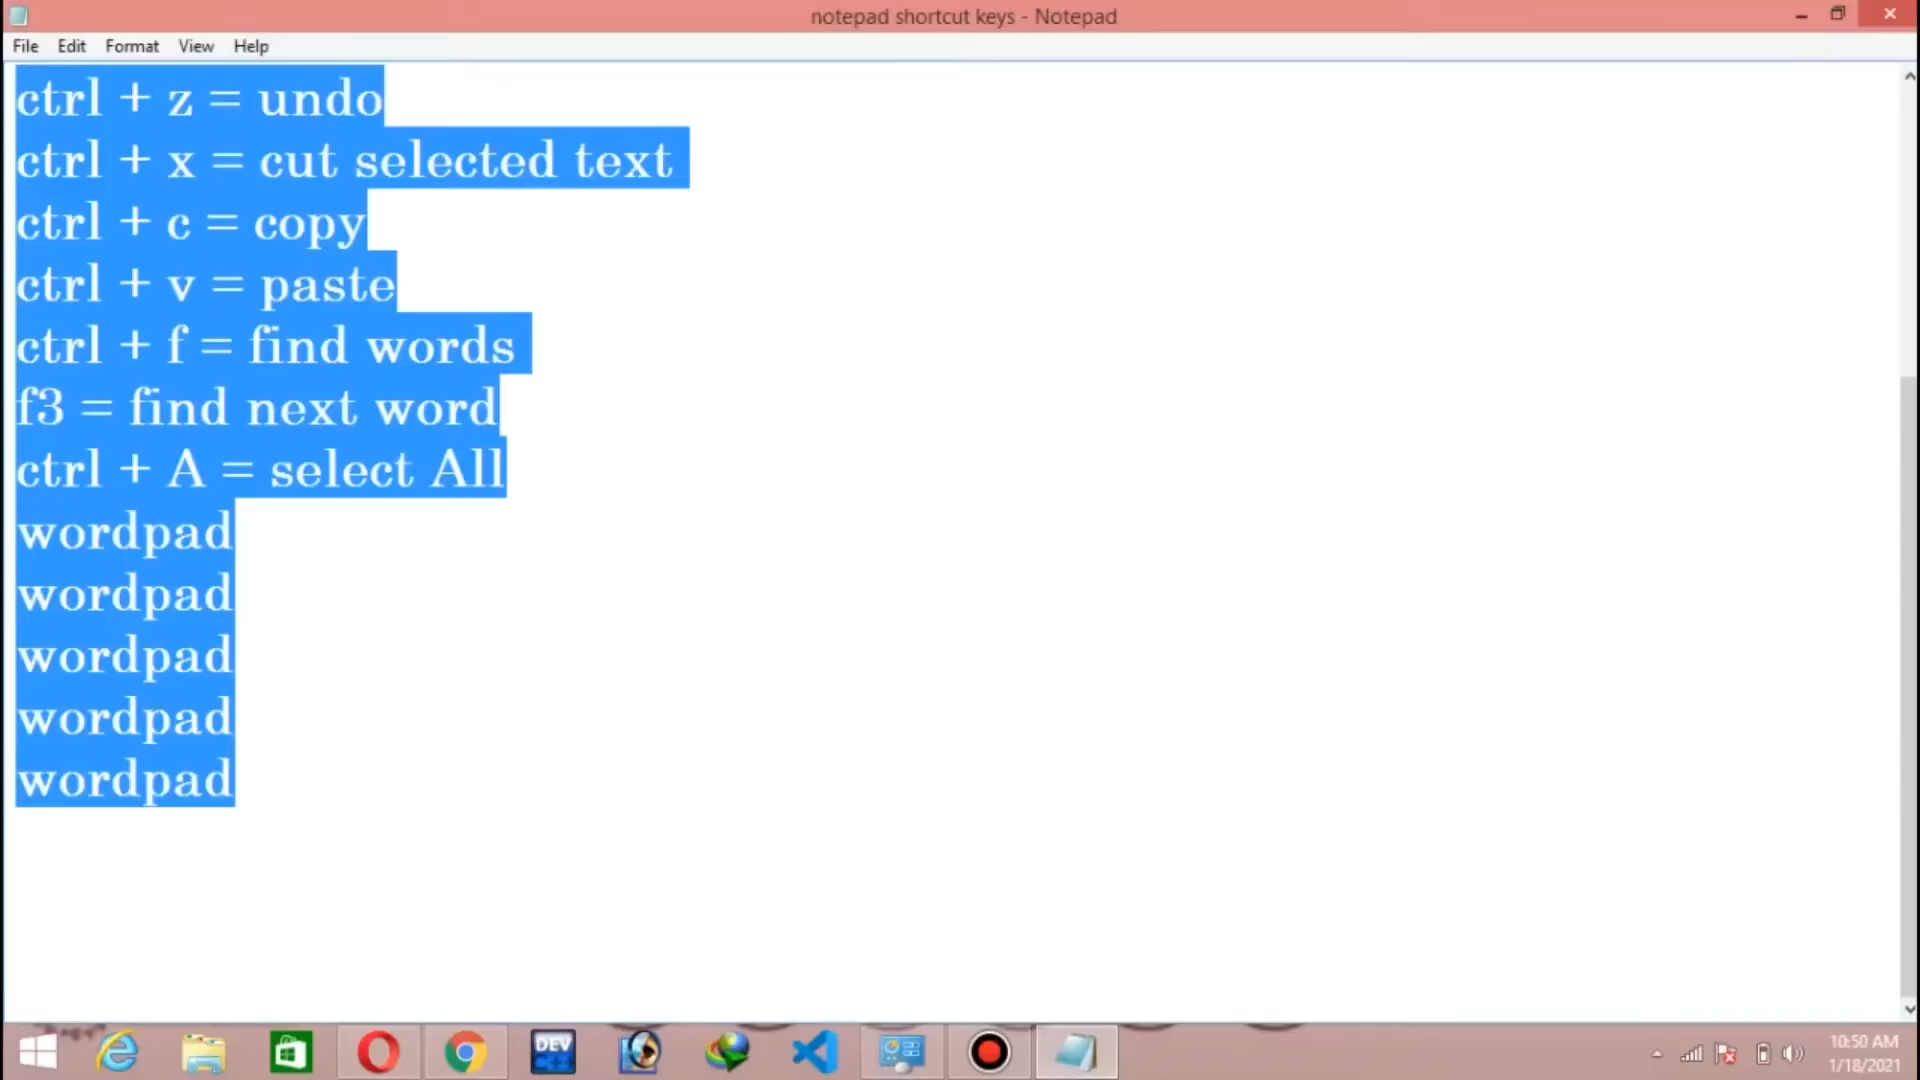 notepad shortcut keys - Notepad
File Edit Format View Help
ctrl + z = undo
ctrl + x = cut selected text
ctrl + c = copy
ctrl + v = paste
ctrl + f = find words
f3 = find next word
ctrl + A = select All
wordpad
wordpad
wordpad
wordpad
wordpad
DEV
C++
10:50 AM
1/18/2021